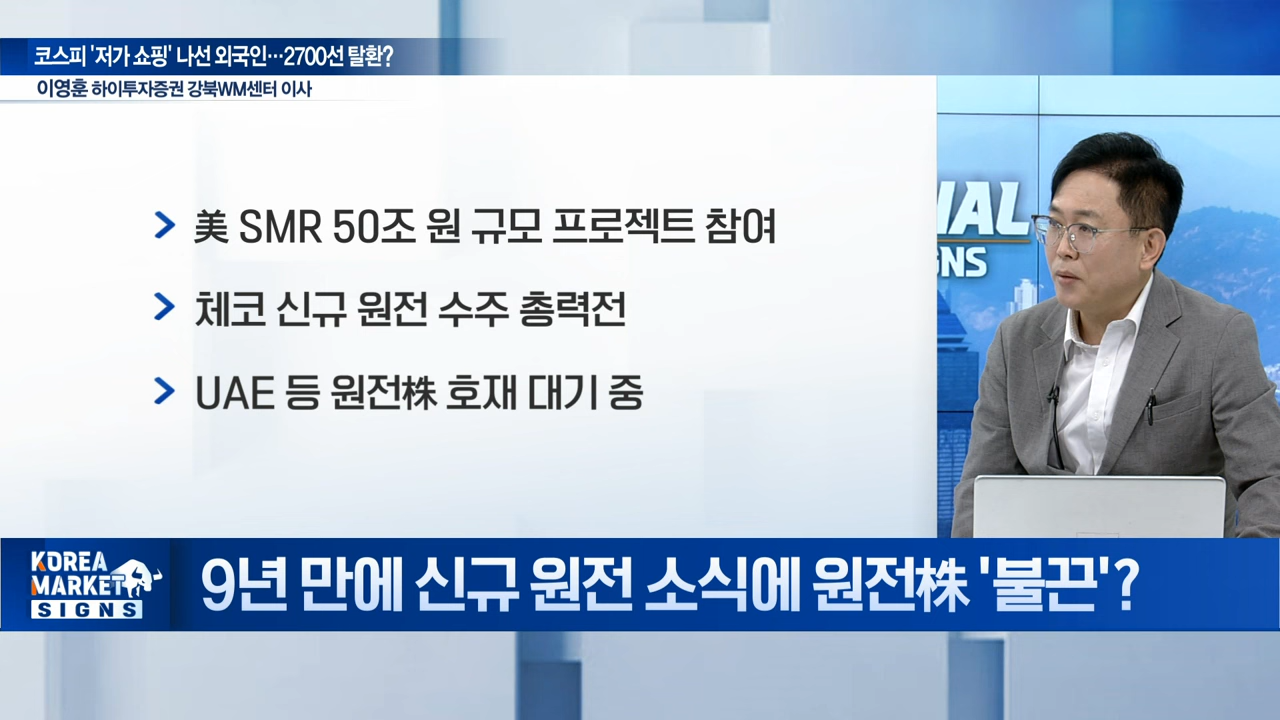 코스피 '저가 쇼핑' 나선 외국인…2700선 탈환?
이영훈 하이투자증권 강북WM센터 이사
美 SMR 50조 원 규모 프로젝트 참여
체코 신규 원전 수주 총력전
UAE 등 원전株 호재 대기 중
NAL
GNS
KOREA
MARKET
SIGNS
9년 만에 신규 원전 소식에 원전株 '불끈'?